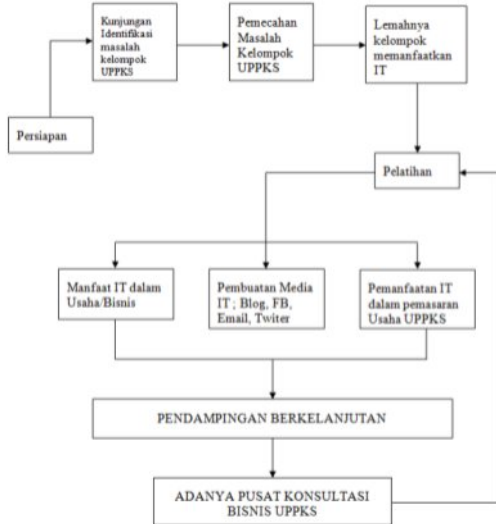 Persiapan
Kunjungan
Identifikasi
masalah
kelompok
UPPKS
Pemecahan
Masalah
Kelompok
UPPKS
Lemahnya
kelompok
memanfaatkan
IT
Pelatihan
Manfaat IT dalam
Usaha/Bisnis
Pembuatan Media
IT ; Blog, FB,
Email, Twiter
Pemanfaatan IT
dalam pemasaran
Usaha UPPKS
PENDAMPINGAN BERKELANJUTAN
ADANYA PUSAT KONSULTASI
BISNIS UPPKS